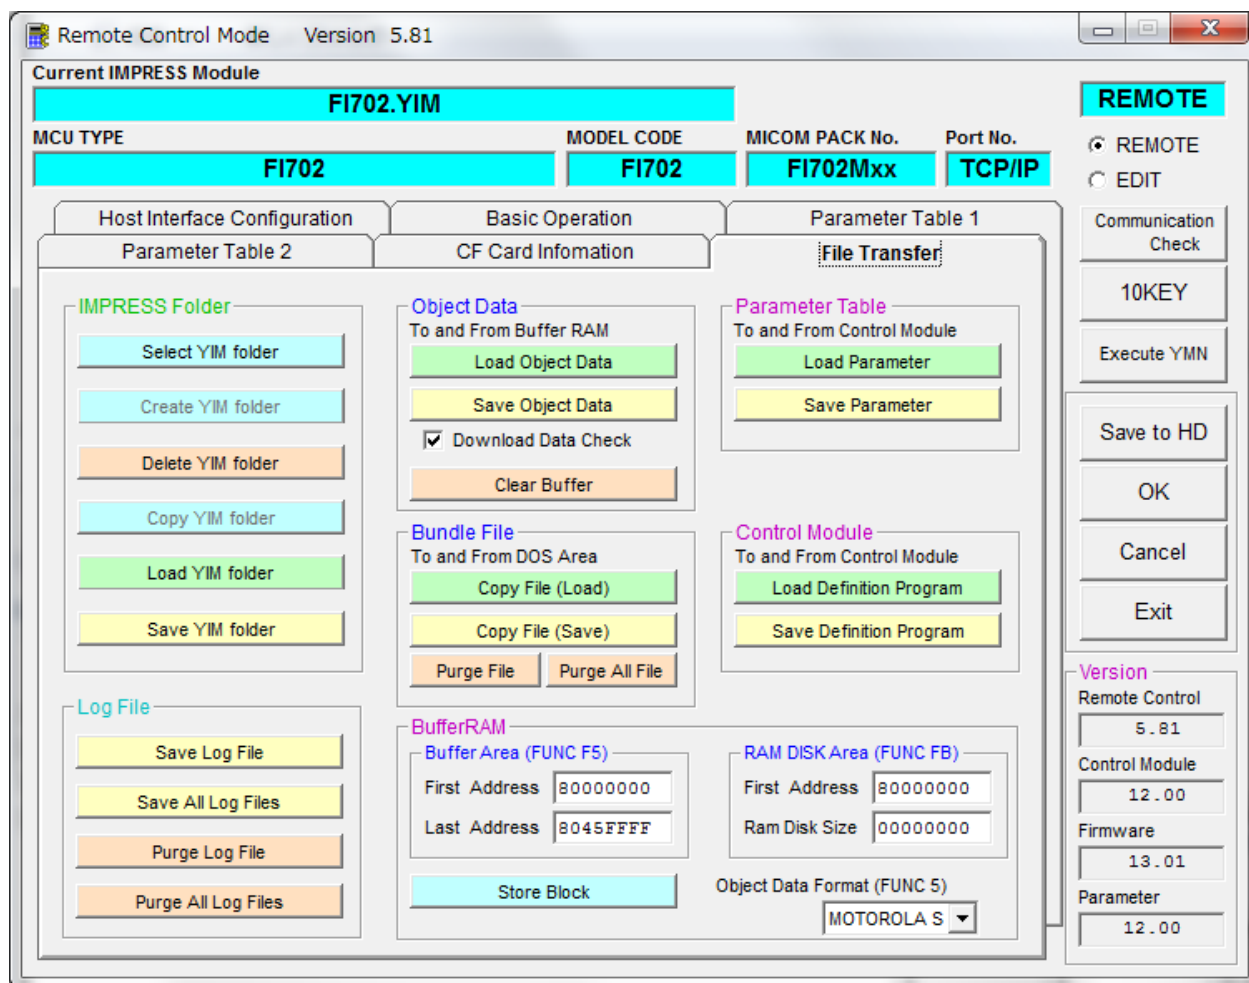 Remote Control Mode Version 5.81
Current IMPRESS Module
FI702.YIM
REMOTE
MCU TYPE
MODEL CODE
MICOM PACK No.
Port No.
FI702
FI702
FI702Mxx
TCP/IP
REMOTE
EDIT
Host Interface Configuration
Basic Operation
Parameter Table 1
Parameter Table 2
CF Card Infomation
File Transfer
Communication
Check
10KEY
Execute YMN
Save to HD
OK
Cancel
Exit
IMPRESS Folder
Select YIM folder
Create YIM folder
Delete YIM folder
Copy YIM folder
Load YIM folder
Save YIM folder
Log File
Save Log File
Save All Log Files
Purge Log File
Purge All Log Files
Object Data
To and From Buffer RAM
Load Object Data
Save Object Data
Download Data Check
Clear Buffer
Bundle File
To and From DOS Area
Copy File (Load)
Copy File (Save)
Purge File
Purge All File
Parameter Table
To and From Control Module
Load Parameter
Save Parameter
Control Module
To and From Control Module
Load Definition Program
Save Definition Program
BufferRAM
Buffer Area (FUNC F5)
First Address 80000000
Last Address 8045FFFF
Store Block
RAM DISK Area (FUNC FB)
First Address 80000000
Ram Disk Size 00000000
Object Data Format (FUNC 5)
MOTOROLA S
Version
Remote Control
5.81
Control Module
12.00
Firmware
13.01
Parameter
12.00